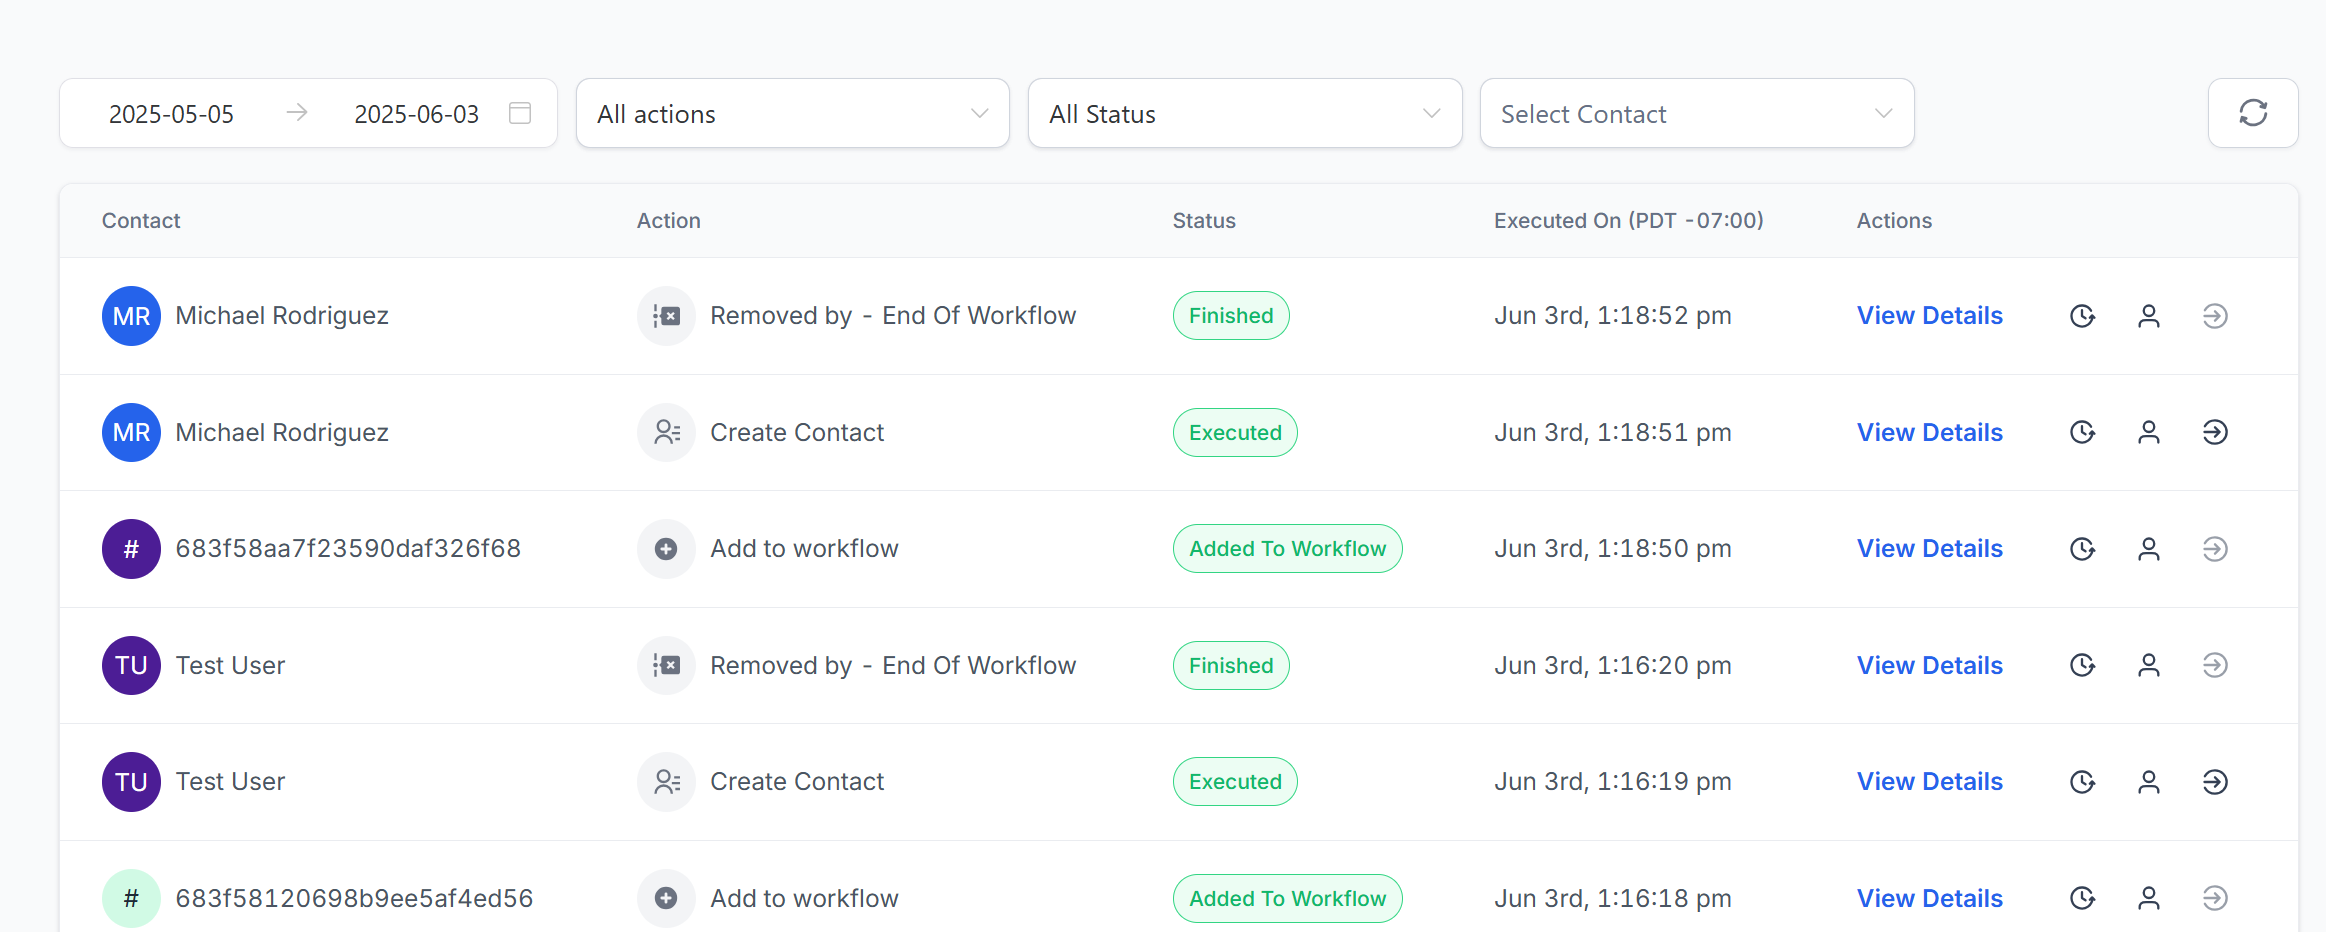 2025-05-05 2025-06-03 All actions All Status Select Contact
Contact Action Status Executed On (PDT -07:00) Actions
MR Michael Rodriguez Removed by - End Of Workflow Finished Jun 3rd, 1:18:52 pm View Details
MR Michael Rodriguez Create Contact Executed Jun 3rd, 1:18:51 pm View Details
# 683f58aa7f23590daf326f68 Add to workflow Added To Workflow Jun 3rd, 1:18:50 pm View Details
TU Test User Removed by - End Of Workflow Finished Jun 3rd, 1:16:20 pm View Details
TU Test User Create Contact Executed Jun 3rd, 1:16:19 pm View Details
# 683f58120698b9ee5af4ed56 Add to workflow Added To Workflow Jun 3rd, 1:16:18 pm View Details